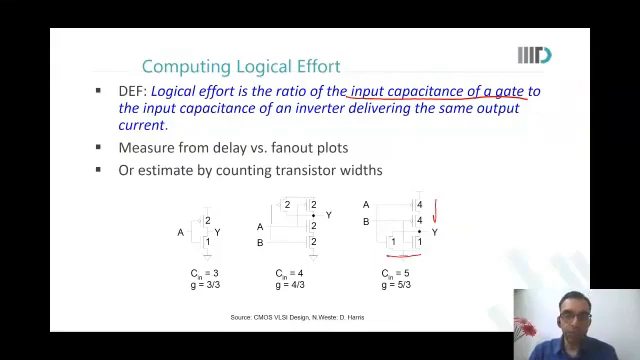 Computing Logical Effort
DEF: Logical effort is the ratio of the input capacitance of a gate to
the input capacitance of an inverter delivering the same output
current.
Measure from delay vs. fanout plots
Or estimate by counting transistor widths
A 2 1 Y
Cin = 3
g = 3/3
2 2 Y
A 2
B 2
Cin = 4
g = 4/3
A 4
B 4
1 1 Y
Cin = 5
g = 5/3
Source: CMOS VLSI Design, N.Weste: D. Harris